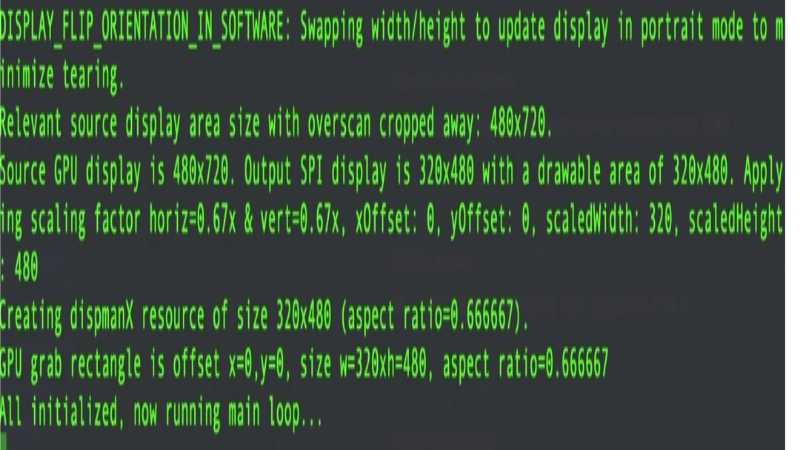 DISPLAY_FLIP_ORIENTATION_IN_SOFTWARE: Swapping width/height to update display in portrait mode to m
inimize tearing.
Relevant source display area size with overscan cropped away: 480x720.
Source GPU display is 480x720. Output SPI display is 320x480 with a drawable area of 320x480. Apply
ing scaling factor horiz=0.67x & vert=0.67x, xOffset: 0, yOffset: 0, scaledWidth: 320, scaledHeight
: 480
Creating dispmanX resource of size 320x480 (aspect ratio=0.666667).
GPU grab rectangle is offset x=0,y=0, size w=320xh=480, aspect ratio=0.666667
All initialized, now running main loop...